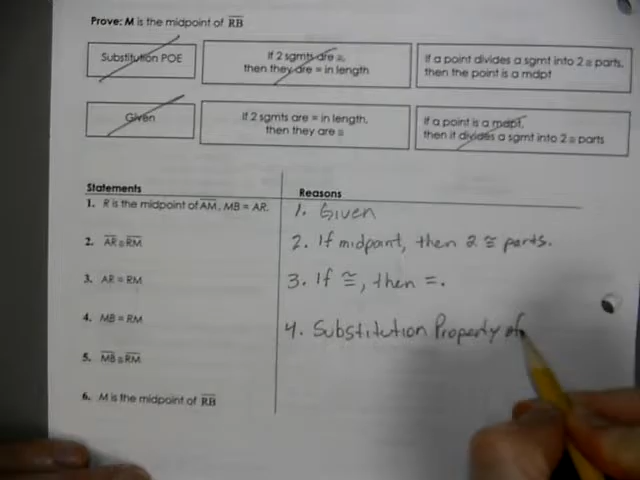 Prove: M is the midpoint of RB
Substitution POE
If 2 sgmts are ≅,
then they are = in length
If a point divides a sgmt into 2 ≅ parts,
then the point is a mdpt
Given
If 2 sgmts are = in length,
then they are ≅
If a point is a mdpt,
then it divides a sgmt into 2 ≅ parts
Statements
Reasons
1. R is the midpoint of AM, MB = AR.
1. Given
2. AR ≅ RM
2. If midpoint, then 2 ≅ parts.
3. AR = RM
3. If ≅, then =.
4. MB = RM
4. Substitution Property of
5. MB ≅ RM
6. M is the midpoint of RB